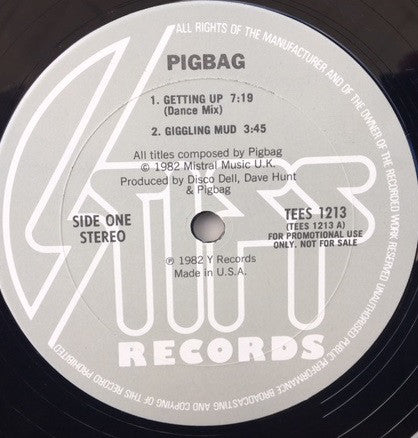 ALL RIGHTS OF THE MANUFACTURER AND OF THE OWNER OF THE RECORDED WORK RESERVED UNAUTHORISED PUBLIC PERFORMANCE BROADCASTING AND COPYING OF THIS RECORD PROHIBITED
PIGBAG
1. GETTING UP 7:19
(Dance Mix)
2. GIGGLING MUD 3:45
All titles composed by Pigbag
© 1982 Mistral Music U.K.
Produced by Disco Dell, Dave Hunt
& Pigbag
SIDE ONE
STEREO
TEES 1213
(TEES 1213 A)
FOR PROMOTIONAL USE
ONLY. NOT FOR SALE
℗ 1982 Y Records
Made in U.S.A.
STIFF
RECORDS